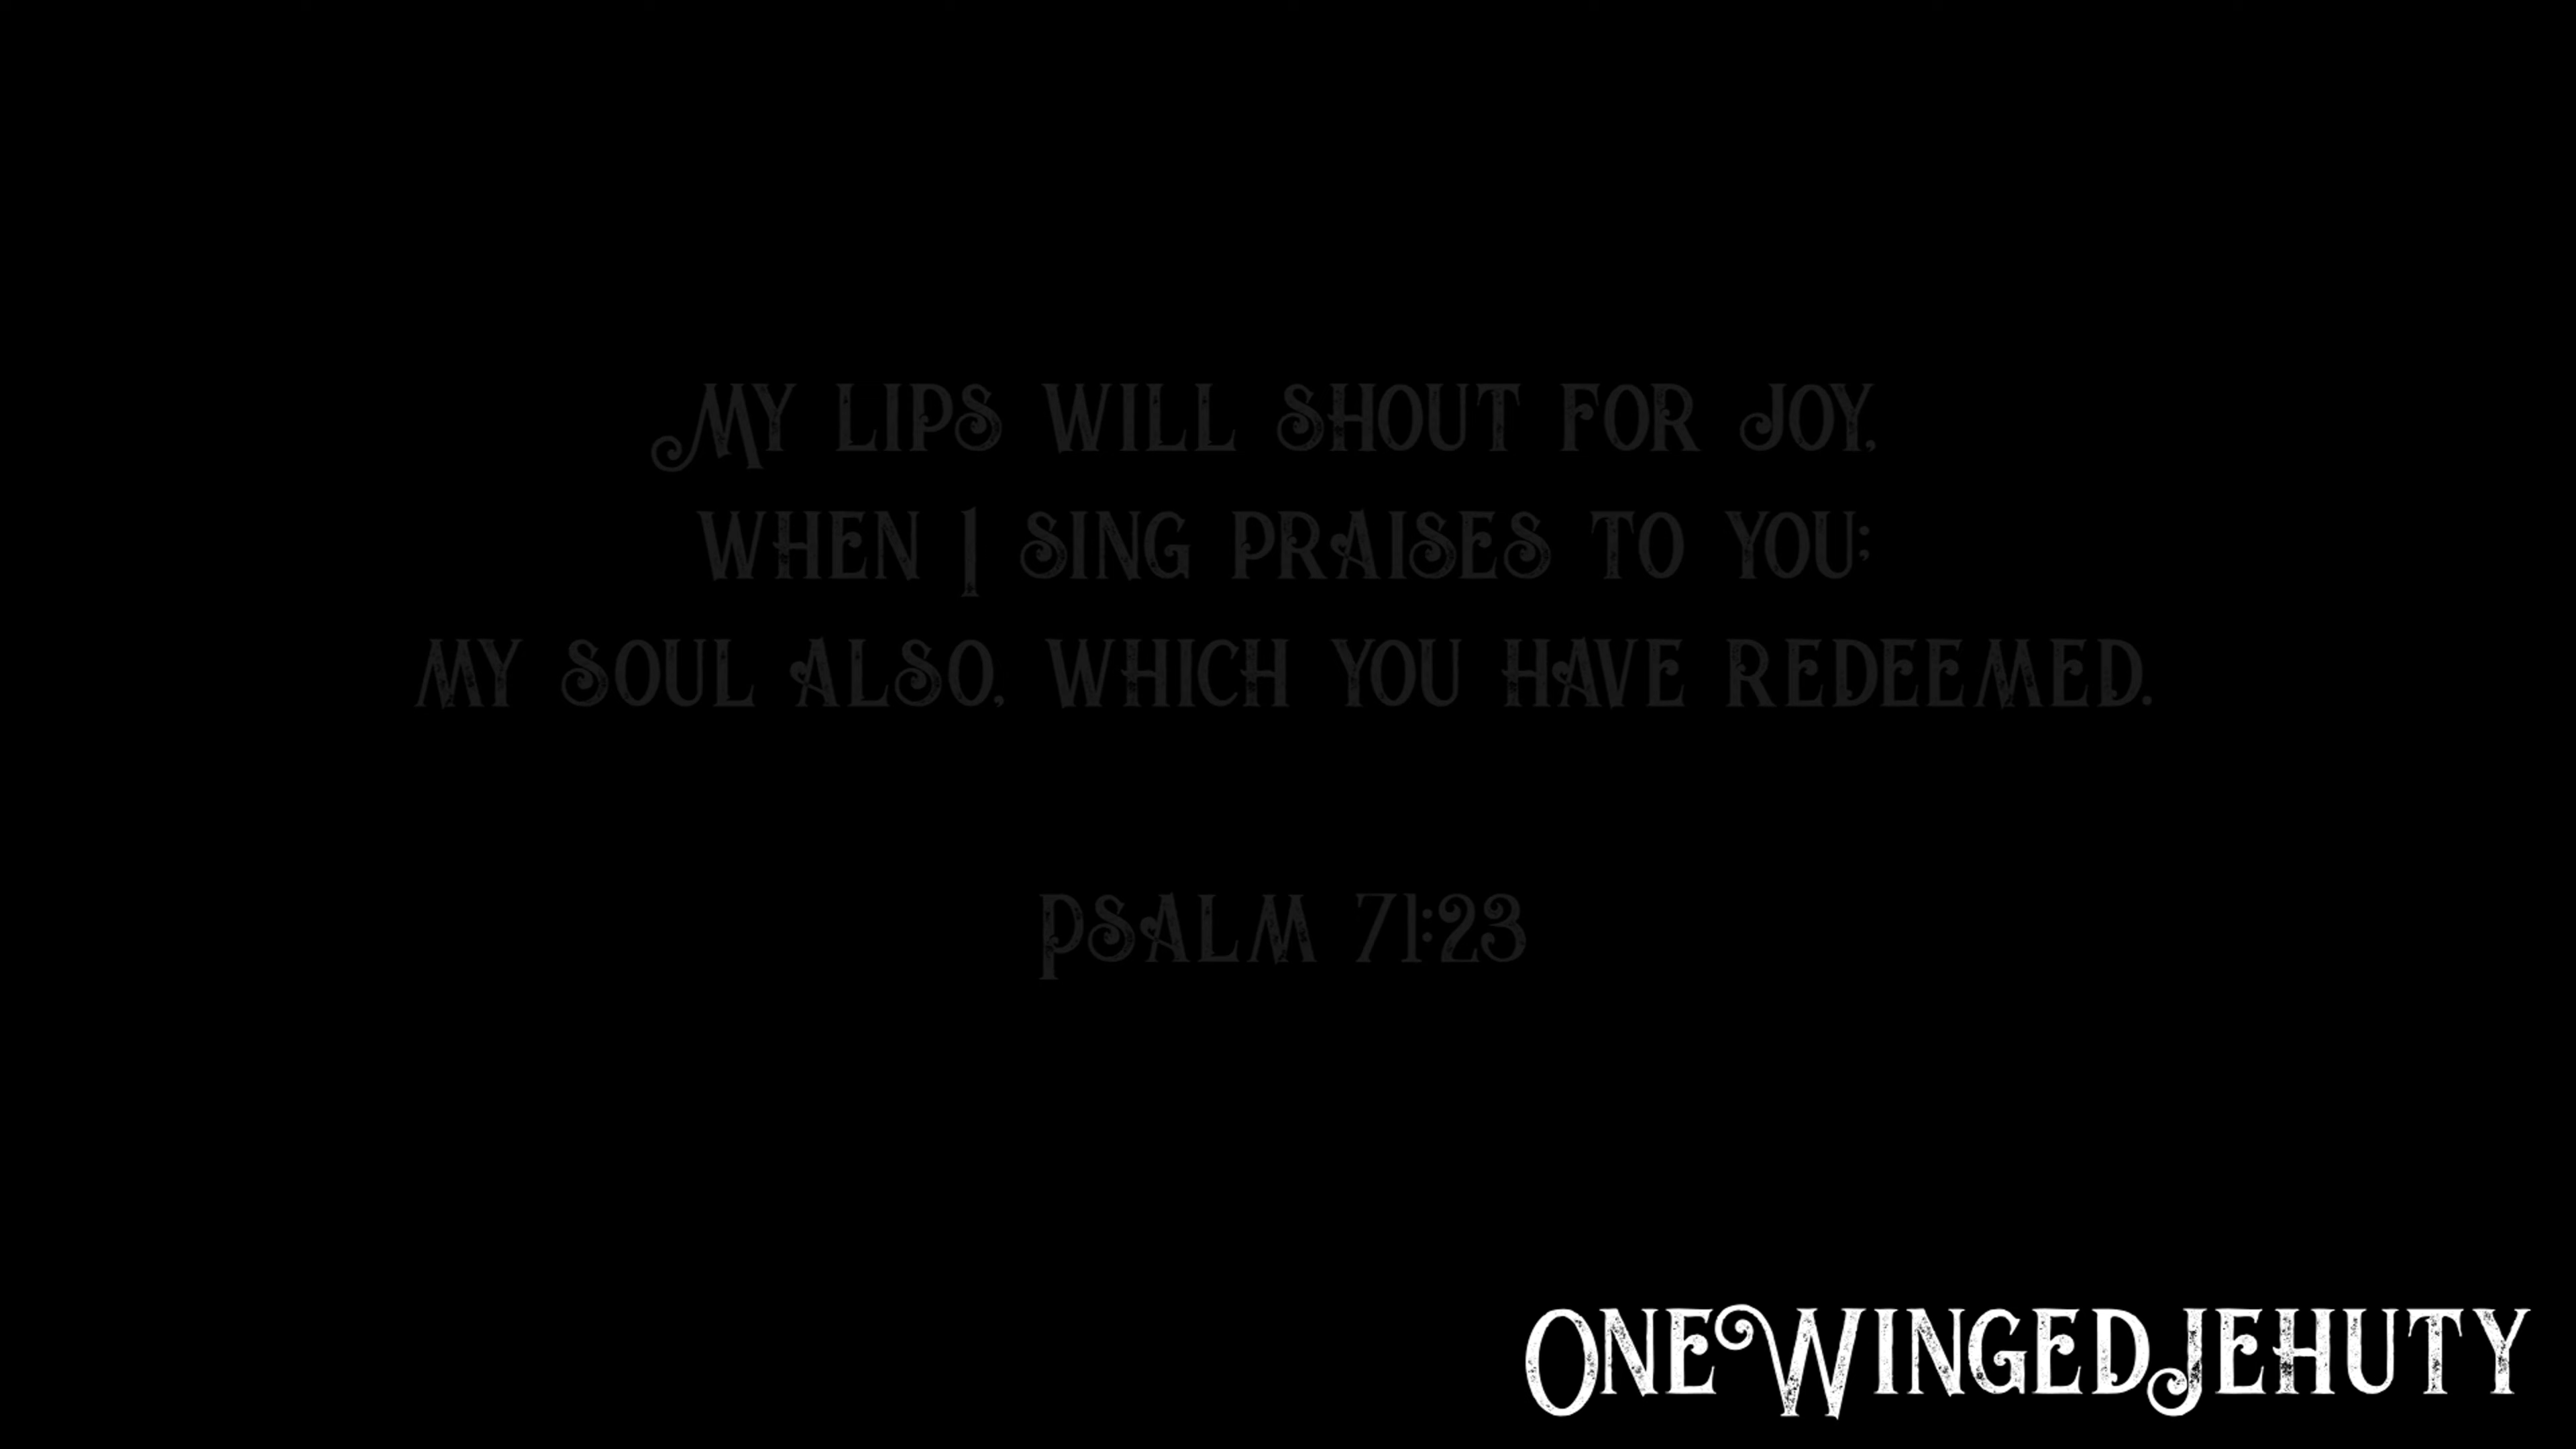 My lips will shout for joy,
when I sing praises to you;
my soul also, which you have redeemed.
Psalm 71:23
OneWingedJehuty